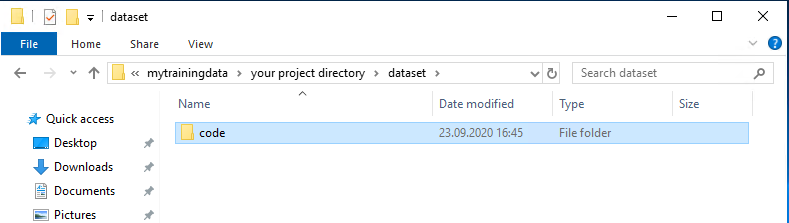 dataset
File Home Share View
« mytrainingdata › your project directory › dataset › Search dataset
Name Date modified Type Size
Quick access
code 23.09.2020 16:45 File folder
Desktop
Downloads
Documents
Pictures